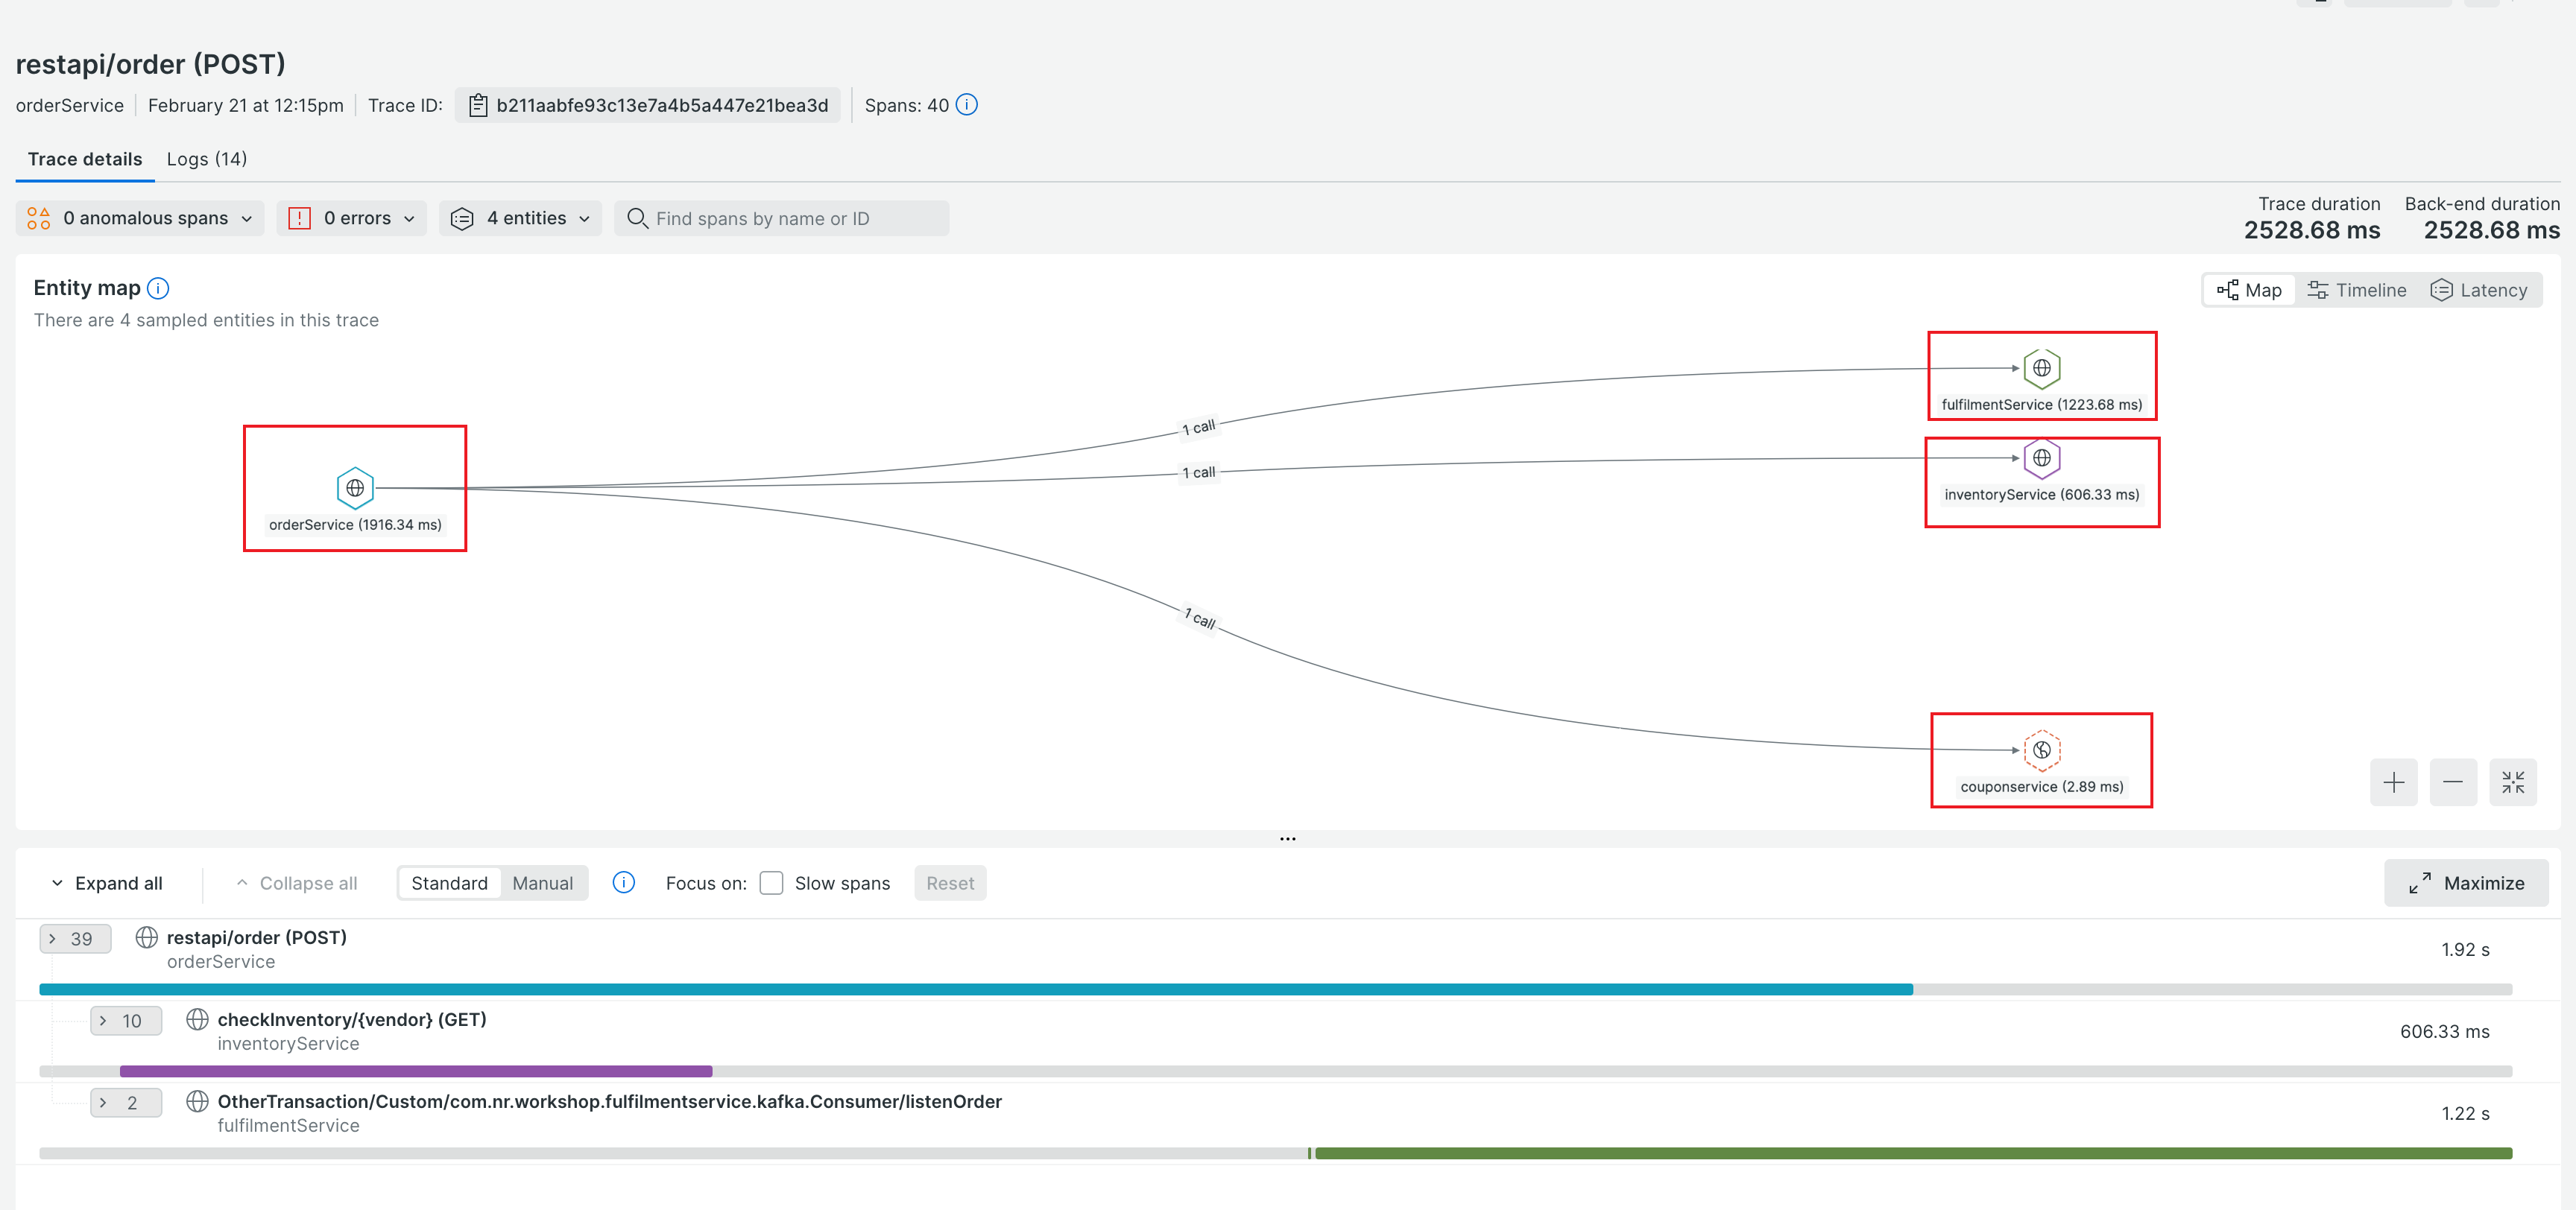 restapi/order (POST)
orderService February 21 at 12:15pm Trace ID: b211aabfe93c13e7a4b5a447e21bea3d Spans: 40
Trace details Logs (14)
0 anomalous spans 0 errors 4 entities Find spans by name or ID
Trace duration Back-end duration
2528.68 ms 2528.68 ms
Entity map
There are 4 sampled entities in this trace
Map Timeline Latency
fulfilmentService (1223.68 ms)
1 call
1 call
inventoryService (606.33 ms)
orderService (1916.34 ms)
1 call
couponservice (2.89 ms)
Expand all Collapse all Standard Manual Focus on: Slow spans Reset Maximize
39 restapi/order (POST)
orderService
1.92 s
10 checkInventory/{vendor} (GET)
inventoryService
606.33 ms
2 OtherTransaction/Custom/com.nr.workshop.fulfilmentservice.kafka.Consumer/listenOrder
fulfilmentService
1.22 s